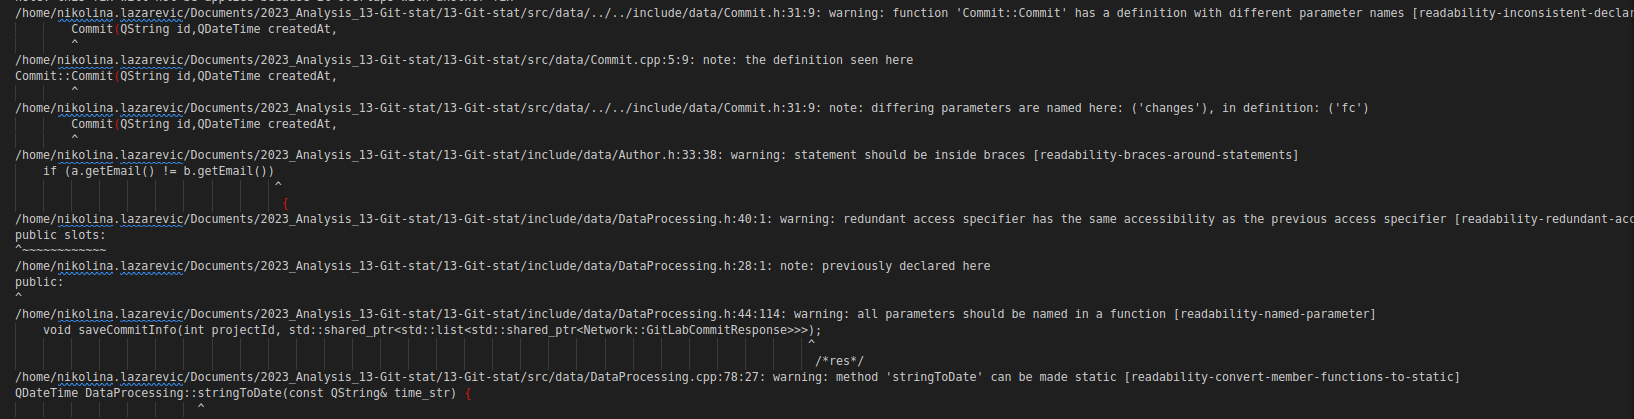 /home/nikolina.lazarevic/Documents/2023_Analysis_13-Git-stat/13-Git-stat/src/data/../../include/data/Commit.h:31:9: warning: function 'Commit::Commit' has a definition with different parameter names [readability-inconsistent-declar
Commit(QString id,QDateTime createdAt,
^
/home/nikolina.lazarevic/Documents/2023_Analysis_13-Git-stat/13-Git-stat/src/data/Commit.cpp:5:9: note: the definition seen here
Commit::Commit(QString id,QDateTime createdAt,
^
/home/nikolina.lazarevic/Documents/2023_Analysis_13-Git-stat/13-Git-stat/src/data/../../include/data/Commit.h:31:9: note: differing parameters are named here: ('changes'), in definition: ('fc')
Commit(QString id,QDateTime createdAt,
^
/home/nikolina.lazarevic/Documents/2023_Analysis_13-Git-stat/13-Git-stat/include/data/Author.h:33:38: warning: statement should be inside braces [readability-braces-around-statements]
if (a.getEmail() != b.getEmail())
^
{
/home/nikolina.lazarevic/Documents/2023_Analysis_13-Git-stat/13-Git-stat/include/data/DataProcessing.h:40:1: warning: redundant access specifier has the same accessibility as the previous access specifier [readability-redundant-acc
public slots:
^~~~~~~~~~~~~
/home/nikolina.lazarevic/Documents/2023_Analysis_13-Git-stat/13-Git-stat/include/data/DataProcessing.h:28:1: note: previously declared here
public:
^
/home/nikolina.lazarevic/Documents/2023_Analysis_13-Git-stat/13-Git-stat/include/data/DataProcessing.h:44:114: warning: all parameters should be named in a function [readability-named-parameter]
void saveCommitInfo(int projectId, std::shared_ptr<std::list<std::shared_ptr<Network::GitLabCommitResponse>>>);
^
/*res*/
/home/nikolina.lazarevic/Documents/2023_Analysis_13-Git-stat/13-Git-stat/src/data/DataProcessing.cpp:78:27: warning: method 'stringToDate' can be made static [readability-convert-member-functions-to-static]
QDateTime DataProcessing::stringToDate(const QString& time_str) {
^